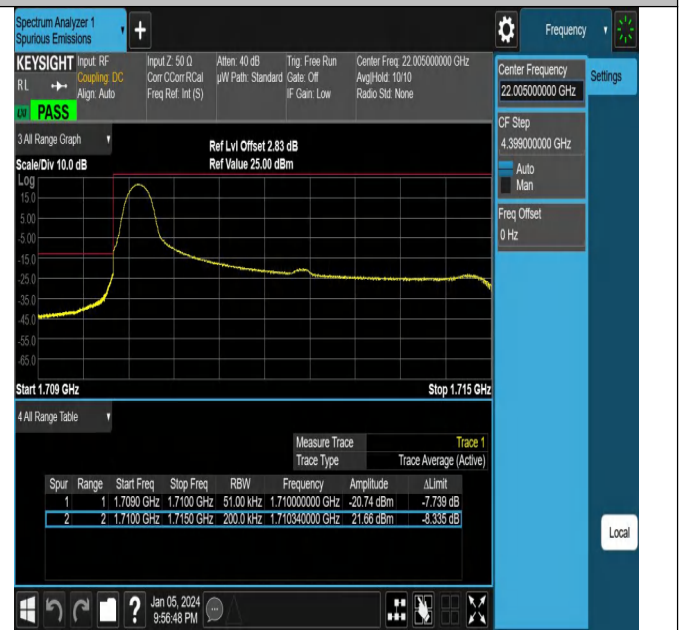 Spectrum Analyzer 1
Spurious Emissions
+
Frequency
KEYSIGHT Input: RF Input Z: 50 Ω Atten: 40 dB Trig: Free Run Center Freq: 22.005000000 GHz
RL Coupling: DC Corr CCorr RCal µW Path: Standard Gate: Off Avg|Hold: 10/10
Align: Auto Freq Ref: Int (S) IF Gain: Low Radio Std: None
PASS
Center Frequency
22.005000000 GHz
Settings
CF Step
4.399000000 GHz
Auto
Man
Freq Offset
0 Hz
3 All Range Graph
Ref Lvl Offset 2.83 dB
Scale/Div 10.0 dB Ref Value 25.00 dBm
Log
15.0
5.00
-5.00
-15.0
-25.0
-35.0
-45.0
-55.0
-65.0
Start 1.709 GHz Stop 1.715 GHz
4 All Range Table
Measure Trace Trace 1
Trace Type Trace Average (Active)
Spur Range Start Freq Stop Freq RBW Frequency Amplitude ΔLimit
1 1 1.7090 GHz 1.7100 GHz 51.00 kHz 1.710000000 GHz -20.74 dBm -7.739 dB
2 2 1.7100 GHz 1.7150 GHz 200.0 kHz 1.710340000 GHz 21.66 dBm -8.335 dB
Local
? Jan 05, 2024
9:56:48 PM